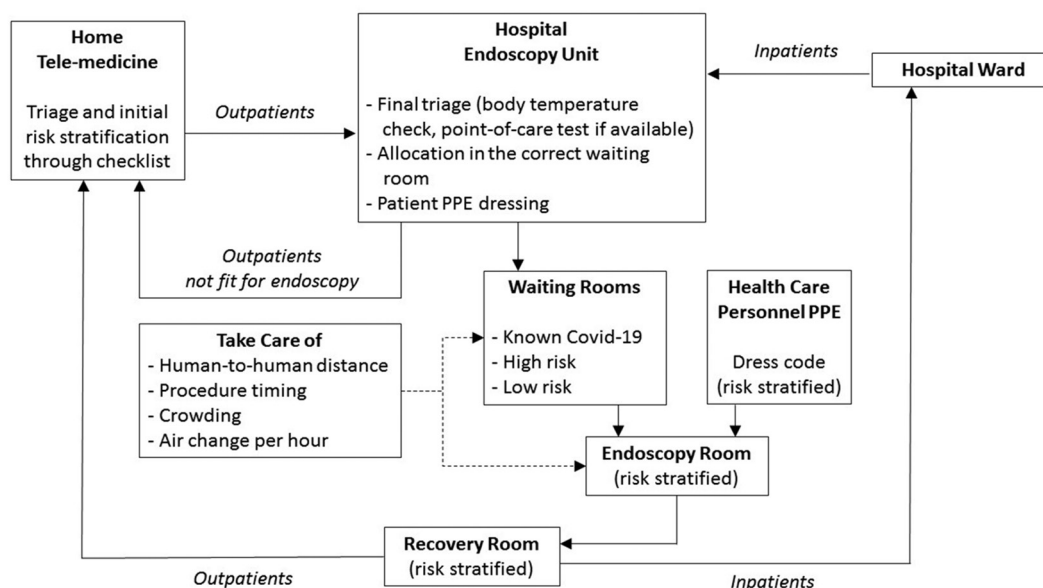 Home
Tele-medicine
Triage and initial
risk stratification
through checklist
Outpatients
Hospital
Endoscopy Unit
- Final triage (body temperature
check, point-of-care test if available)
- Allocation in the correct waiting
room
- Patient PPE dressing
Inpatients
Hospital Ward
Outpatients
not fit for endoscopy
Waiting Rooms
- Known Covid-19
- High risk
- Low risk
Health Care
Personnel PPE
Dress code
(risk stratified)
Take Care of
- Human-to-human distance
- Procedure timing
- Crowding
- Air change per hour
Endoscopy Room
(risk stratified)
Recovery Room
(risk stratified)
Outpatients
Inpatients